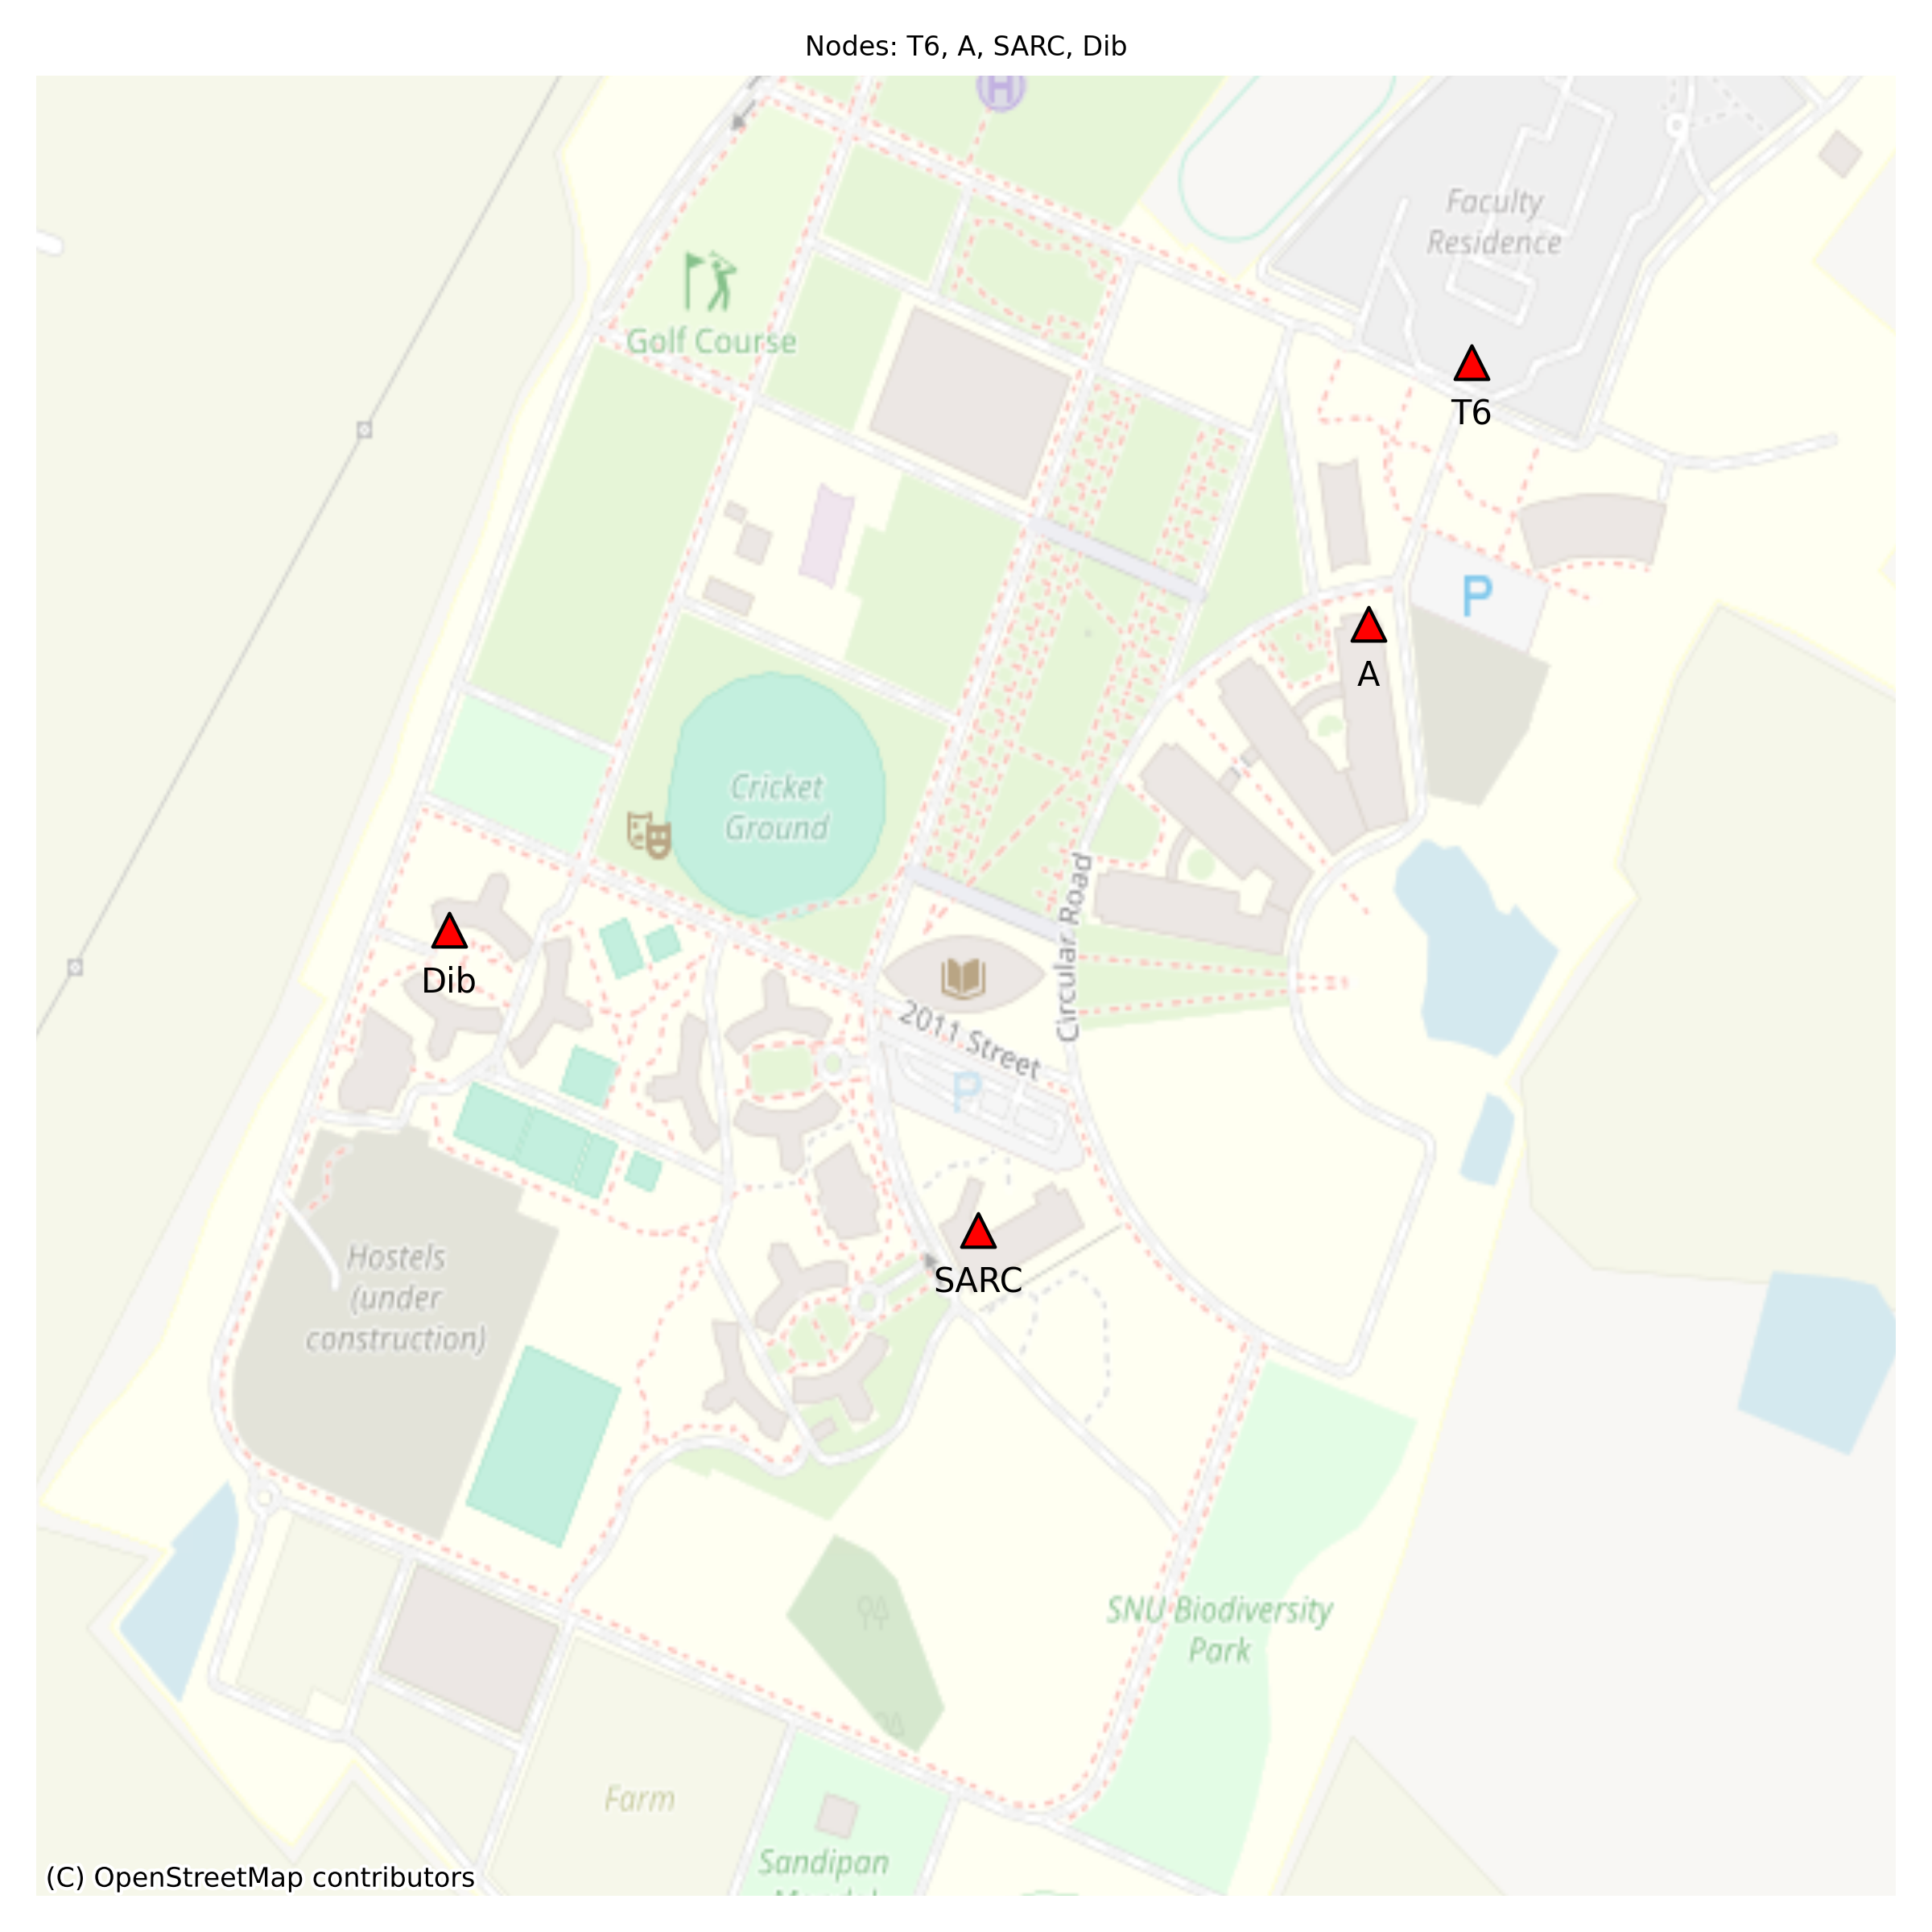 Nodes: T6, A, SARC, Dib
H
Faculty
Residence
Golf Course
T6
P
A
Cricket
Ground
Dib
Circular Road
2011 Street
P
SARC
Hostels
(under
construction)
SNU Biodiversity
Park
Farm
Sandipan
(C) OpenStreetMap contributors